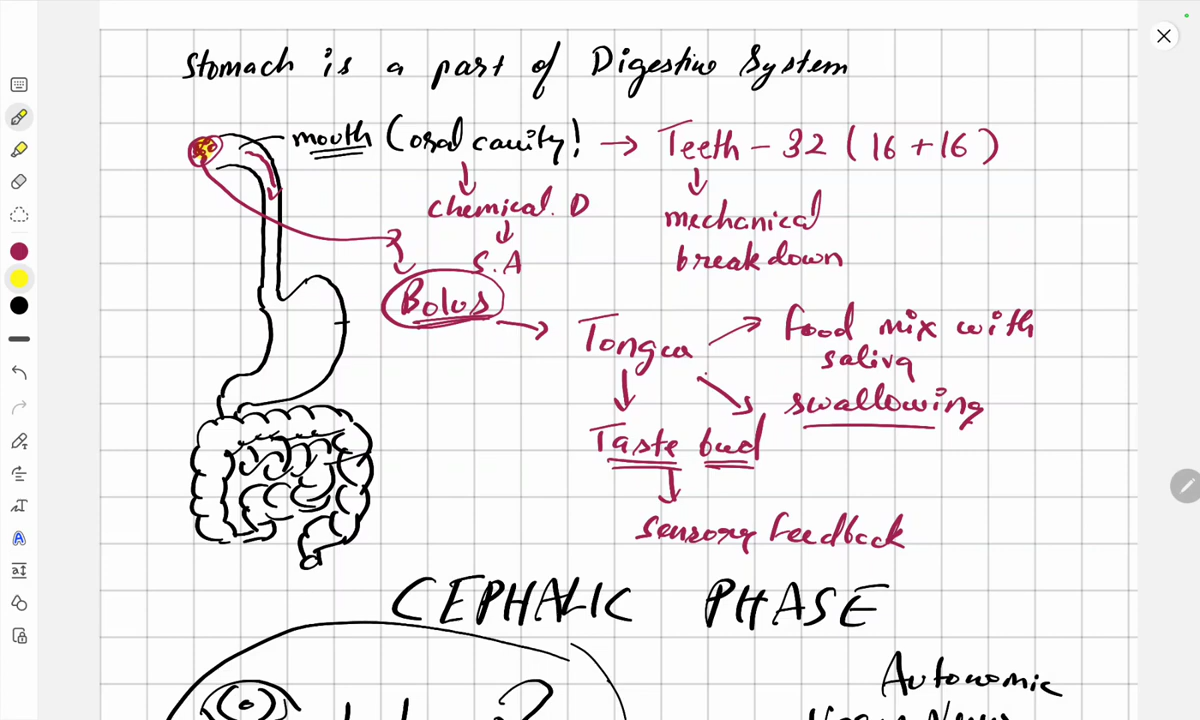 Stomach is a part of Digestive System
mouth (oral cavity! → Teeth - 32 (16 + 16)
chemical. D
mechanical
breakdown
S.A
Bolus
Tongue
food mix with
saliva
swallowing
Taste bud
sensory feedback
CEPHALIC PHASE
Autonomic
?